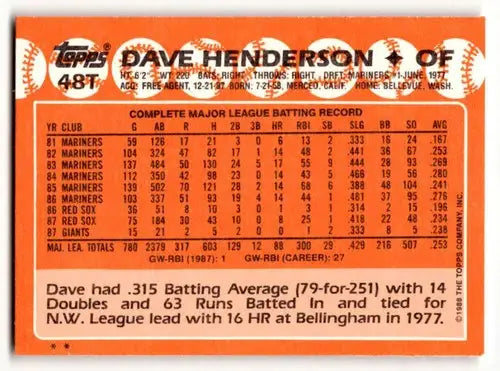 Topps DAVE HENDERSON ✦ OF
48T HT: 6'2" WT: 220 BATS: RIGHT THROWS: RIGHT DRFT: MARINERS #1-JUNE, 1977
ACQ: FREE-AGENT, 12-21-87 BORN: 7-21-58, MERCED, CALIF. HOME: BELLEVUE, WASH.
COMPLETE MAJOR LEAGUE BATTING RECORD
YR CLUB G AB R H 2B 3B HR RBI SB SLG BB SO AVG
81 MARINERS 59 126 17 21 3 0 6 13 2 .333 16 24 .167
82 MARINERS 104 324 47 82 17 1 14 48 2 .441 36 67 .253
83 MARINERS 137 484 50 130 24 5 17 55 9 .444 28 93 .269
84 MARINERS 112 350 42 98 23 0 14 43 5 .466 19 56 .280
85 MARINERS 139 502 70 121 28 2 14 68 6 .388 48 104 .241
86 MARINERS 103 337 51 93 19 4 14 44 1 .481 37 95 .276
86 RED SOX 36 51 8 10 3 0 1 3 1 .314 2 15 .196
87 RED SOX 75 184 30 43 10 0 8 25 1 .418 22 48 .234
87 GIANTS 15 21 2 5 2 0 0 1 2 .333 8 5 .238
MAJ. LEA. TOTALS 780 2379 317 603 129 12 88 300 29 .429 216 507 .253
GW-RBI (1987): 1 GW-RBI (CAREER): 27
Dave had .315 Batting Average (79-for-251) with 14
Doubles and 63 Runs Batted In and tied for
N.W. League lead with 16 HR at Bellingham in 1977.
* *
©1988 THE TOPPS COMPANY, INC.